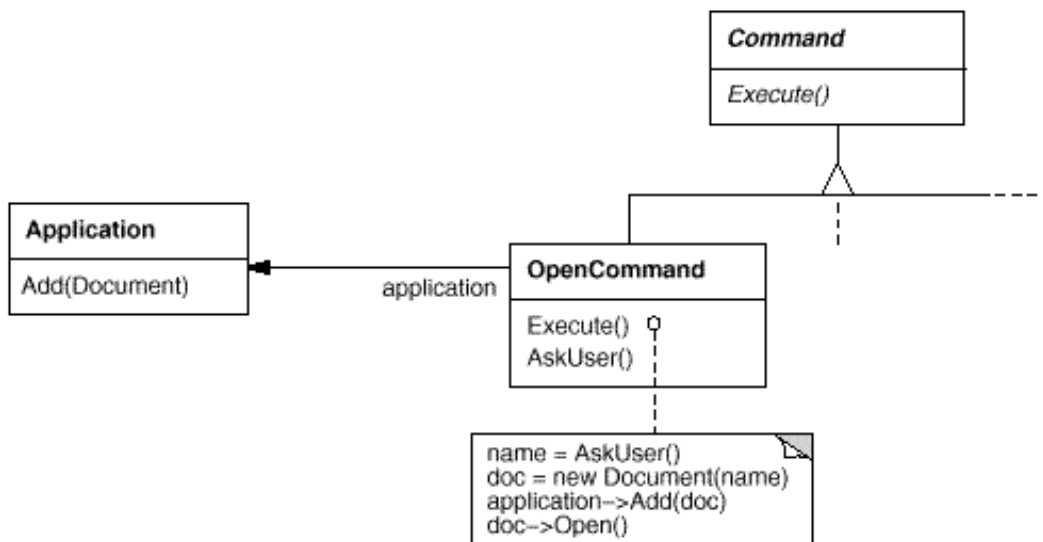 Command
Execute()
Application
Add(Document)
application
OpenCommand
Execute()
AskUser()
name = AskUser()
doc = new Document(name)
application->Add(doc)
doc->Open()